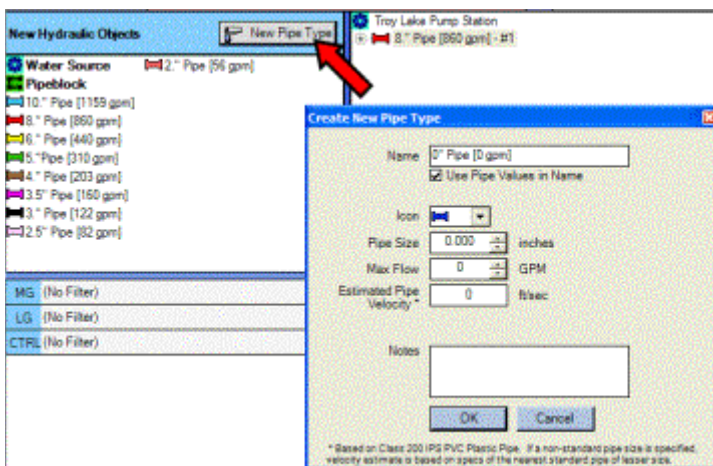 New Hydraulic Objects
New Pipe Type
Water Source
2." Pipe [56 gpm]
Pipeblock
10." Pipe [1159 gpm]
8." Pipe [860 gpm]
6." Pipe [440 gpm]
5."Pipe [310 gpm]
4." Pipe [203 gpm]
3.5" Pipe [160 gpm]
3." Pipe [122 gpm]
2.5" Pipe [82 gpm]
MG (No Filter)
LG (No Filter)
CTRL (No Filter)
Troy Lake Pump Station
8." Pipe [860 gpm] - #1
Create New Pipe Type
Name 0" Pipe [0 gpm]
Use Pipe Values in Name
Icon
Pipe Size 0.000 inches
Max Flow 0 GPM
Estimated Pipe
Velocity * 0 ft/sec
Notes
OK Cancel
* Based on Class 200 IPS PVC Plastic Pipe. If a non-standard pipe size is specified,
velocity estimate is based on specs of the nearest standard pipe of lesser size.